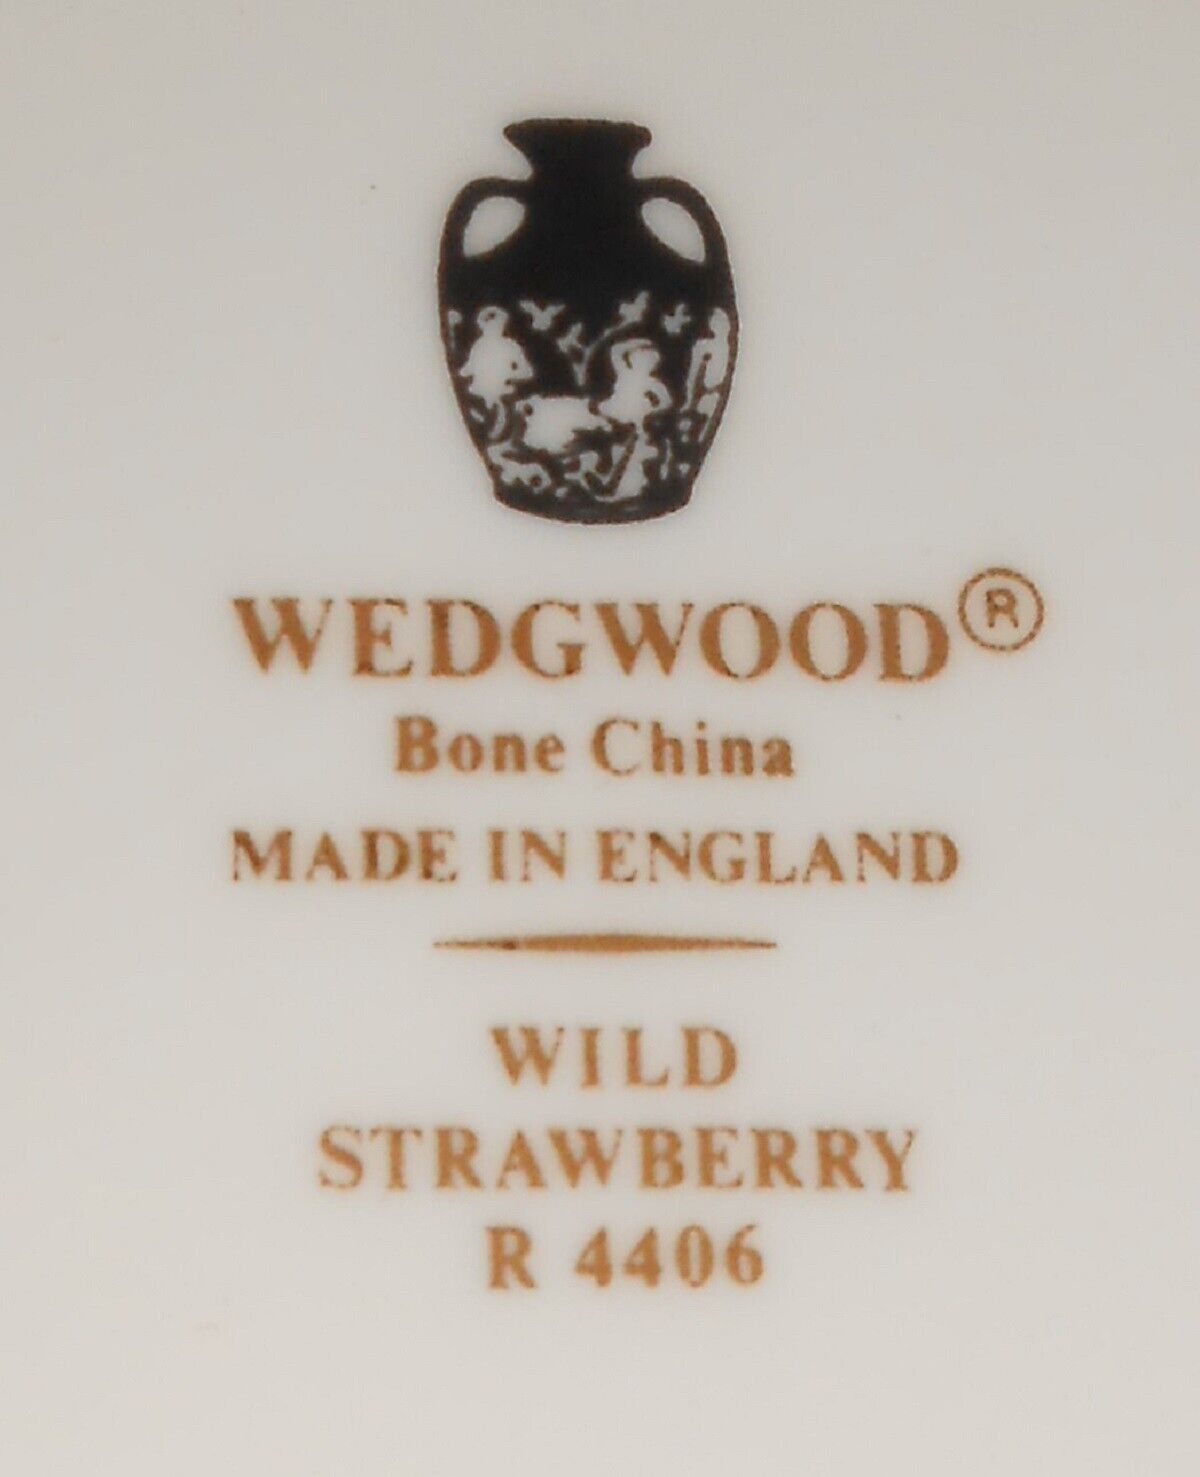 WEDGWOOD®
Bone China
MADE IN ENGLAND
WILD
STRAWBERRY
R 4406